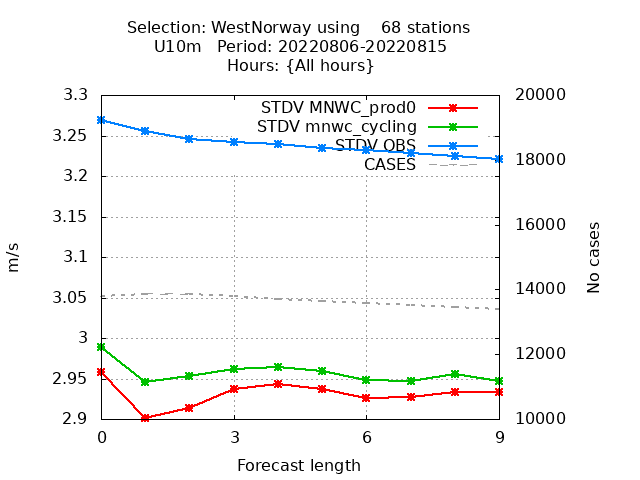 Selection: WestNorway using    68 stations
U10m   Period: 20220806-20220815
Hours: {All hours}
3.3
3.25
3.2
3.15
3.1
3.05
3
2.95
2.9
m/s
20000
18000
16000
14000
12000
10000
No cases
STDV MNWC_prod0
STDV mnwc_cycling
STDV OBS
CASES
0
3
6
9
Forecast length